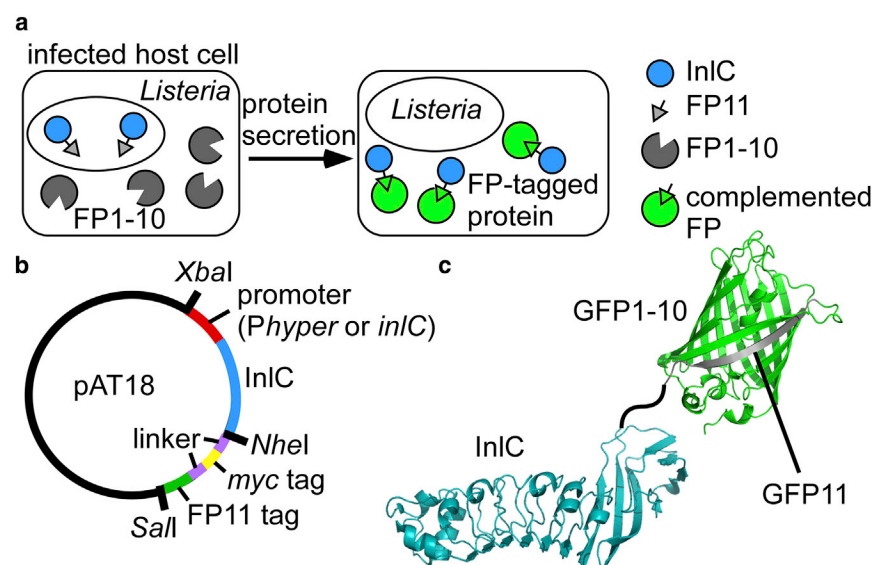 a
infected host cell
Listeria
FP1-10
protein
secretion
Listeria
FP-tagged
protein
InlC
FP11
FP1-10
complemented
FP
b
XbaI
promoter
(Phyper or inlC)
pAT18
InlC
linker
NheI
myc tag
FP11 tag
SalI
c
GFP1-10
InlC
GFP11